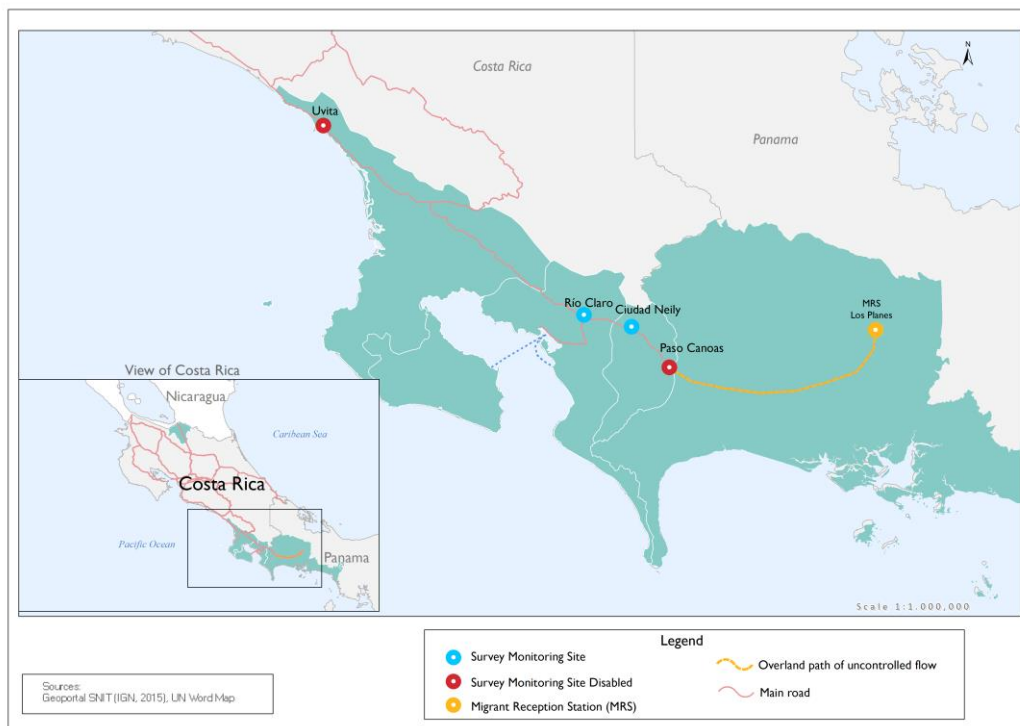 N
Costa Rica
Uvita
Panama
Río Claro
Ciudad Neily
MRS
Los Planes
Paso Canoas
View of Costa Rica
Nicaragua
Caribbean Sea
Costa Rica
Pacific Ocean
Panama
Scale 1:1.000,000
Legend
Survey Monitoring Site
Survey Monitoring Site Disabled
Migrant Reception Station (MRS)
Overland path of uncontrolled flow
Main road
Sources:
Geoportal SNIT (IGN, 2015), UN Word Map